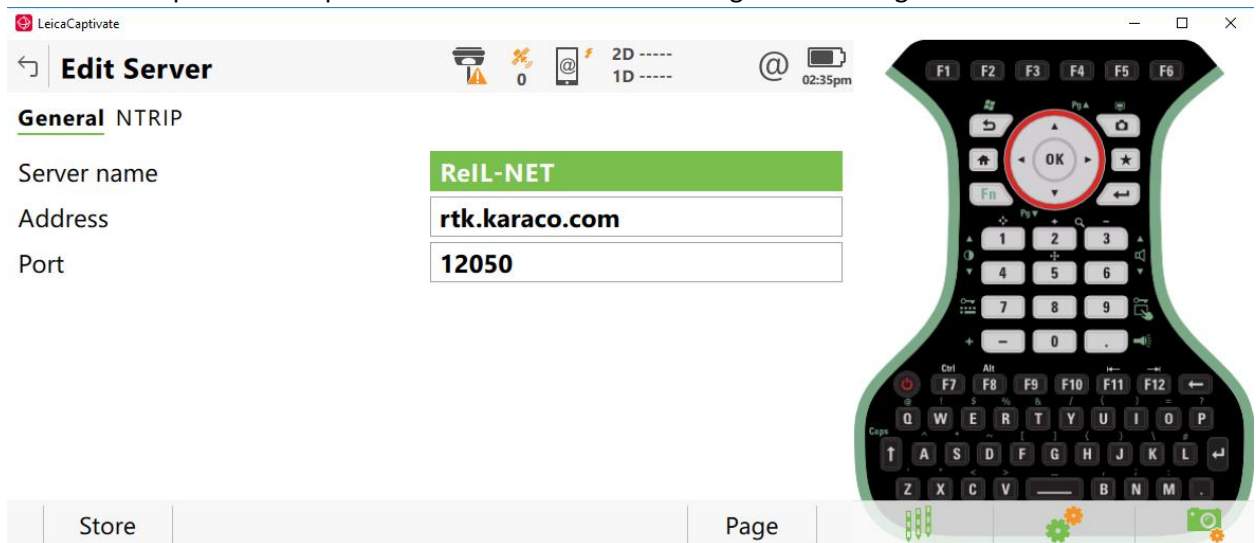 LeicaCaptivate
Edit Server
0
@
2D -----
1D -----
@
02:35pm
General NTRIP
Server name
ReIL-NET
Address
rtk.karaco.com
Port
12050
Store
Page
F1 F2 F3 F4 F5 F6
Pg▲
OK
Fn
Pg▼
1 2 3
4 5 6
7 8 9
+ - 0 .
Ctrl Alt
F7 F8 F9 F10 F11 F12
@ ! $ % & / ( ) = ?
Q W E R T Y U I O P
Caps
A S D F G H J K L
Z X C V B N M .